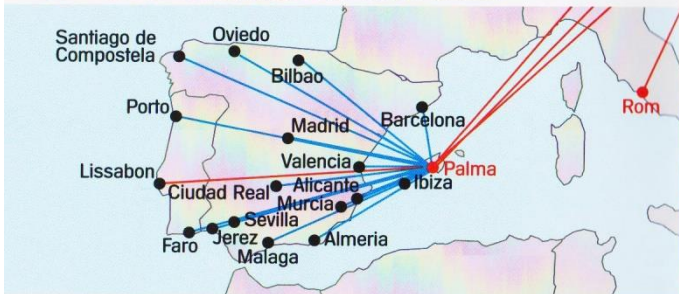 Oviedo
Santiago de
Compostela
Bilbao
Porto
Barcelona
Rom
Madrid
Valencia
Palma
Lissabon
Ciudad Real
Alicante
Ibiza
Murcia
Sevilla
Jerez
Faro
Malaga
Almeria